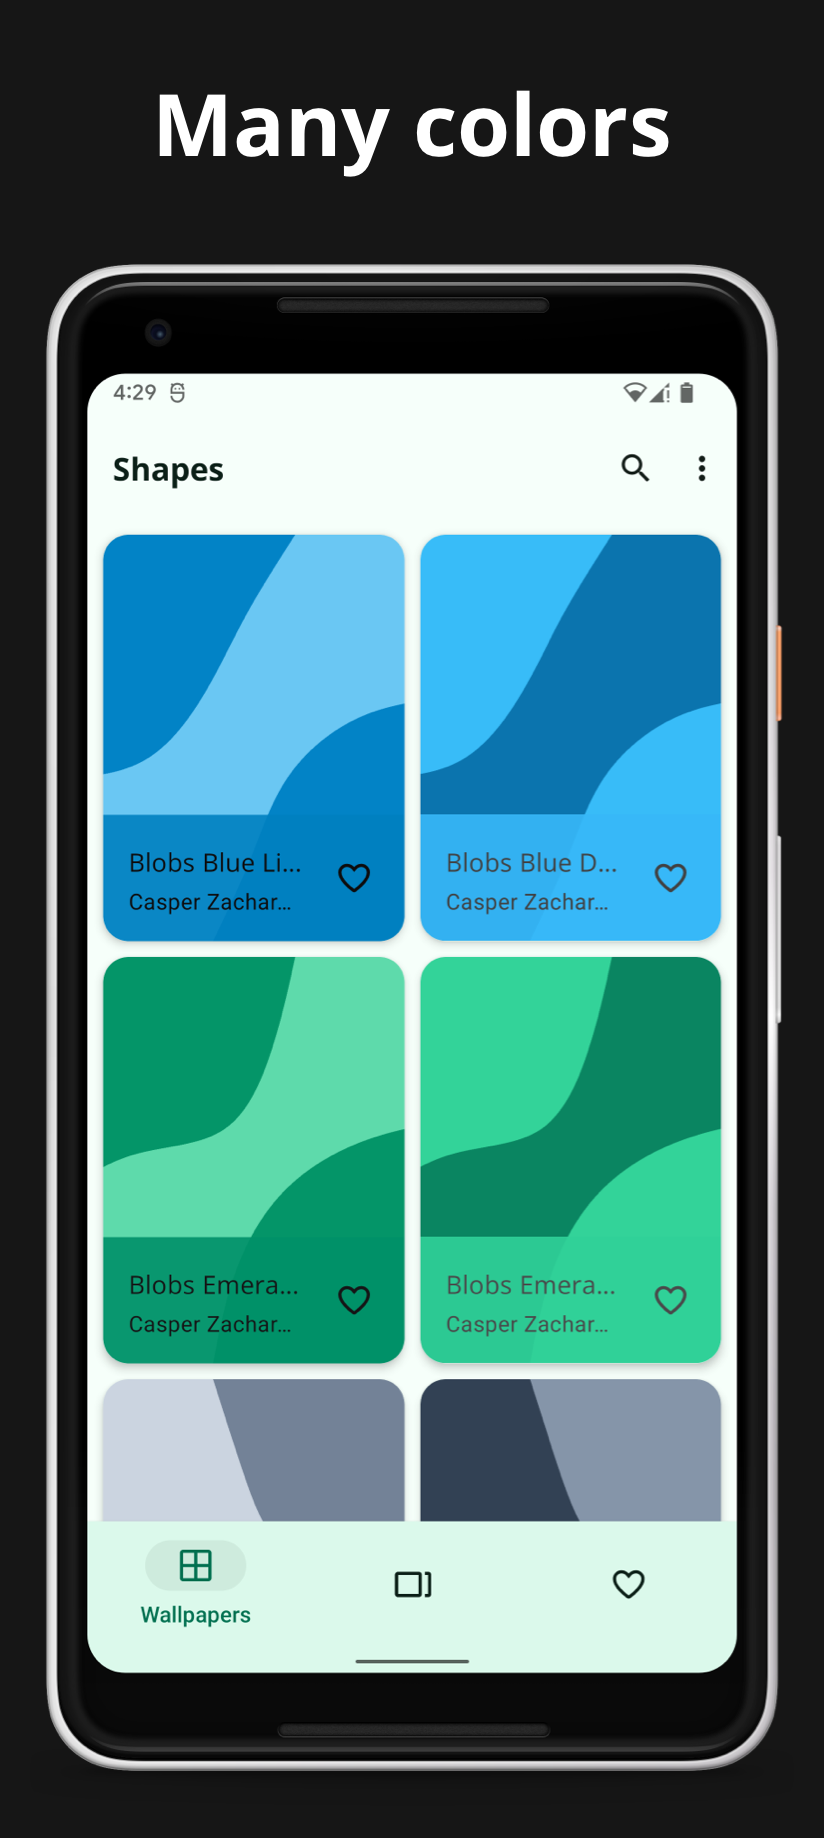 Many colors
4:29
Shapes
Blobs Blue Li...
Casper Zachar...
Blobs Blue D...
Casper Zachar...
Blobs Emera...
Casper Zachar...
Blobs Emera...
Casper Zachar...
Wallpapers